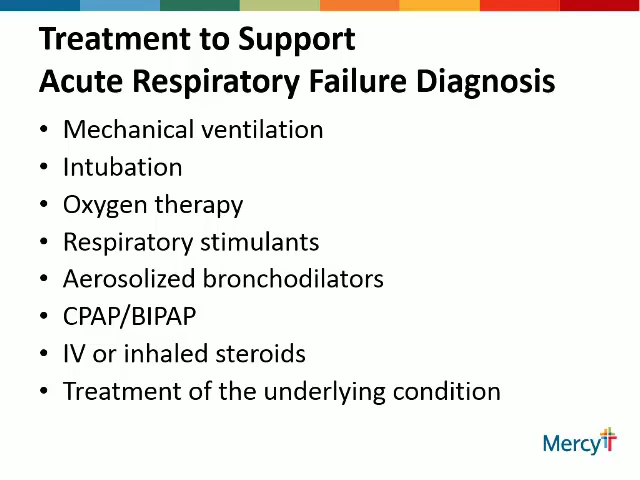 Treatment to Support
Acute Respiratory Failure Diagnosis
• Mechanical ventilation
• Intubation
• Oxygen therapy
• Respiratory stimulants
• Aerosolized bronchodilators
• CPAP/BIPAP
• IV or inhaled steroids
• Treatment of the underlying condition
Mercy